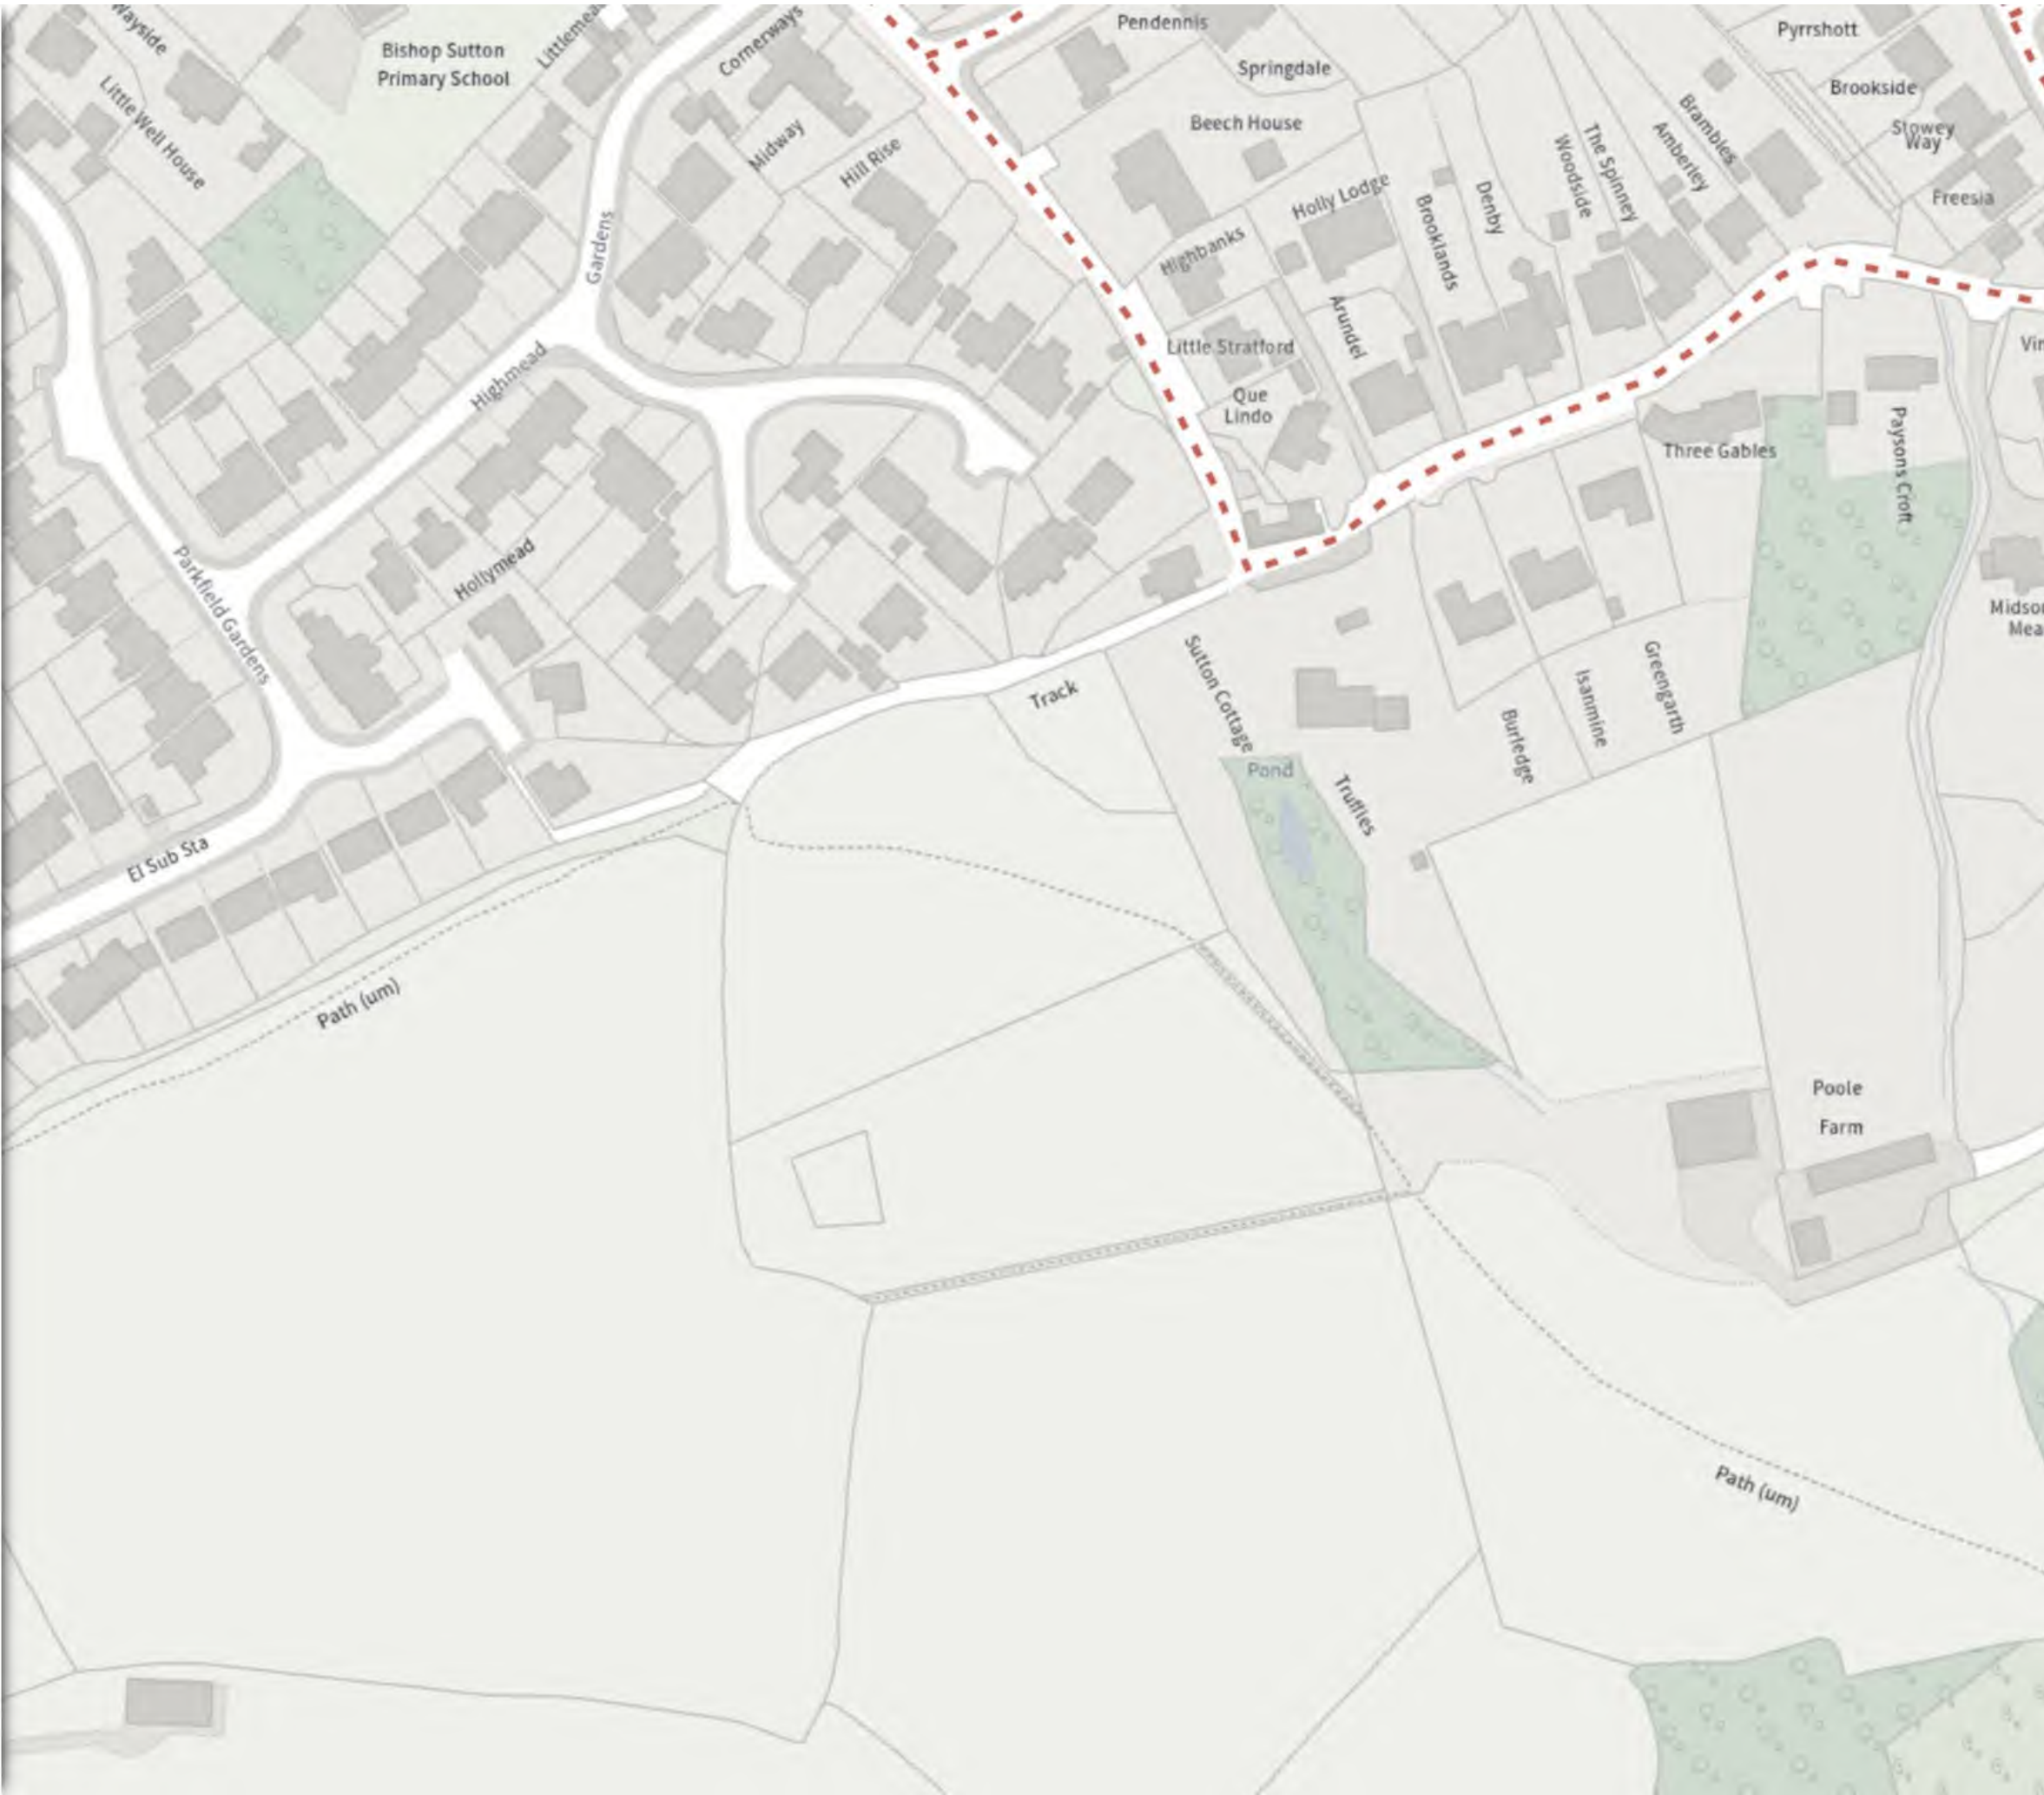 Wayside
Bishop Sutton
Primary School
Littlemead
Cornerways
Pendennis
Pyrrshott
Springdale
Brookside
Little Well House
Beech House
Brambles
Stowey
Way
Midway
Hill Rise
The Spinney
Amberley
Woodside
Holly Lodge
Denby
Freesia
Brooklands
Highbanks
Gardens
Arundel
Little Stratford
Vin
Highmead
Que
Lindo
Three Gables
Paysons Croft
Hollymead
Parkfield Gardens
Midsom
Mea
Sutton Cottage
Track
Greengarth
Isanmine
Burledge
Pond
Truffles
El Sub Sta
Path (um)
Poole
Farm
Path (um)